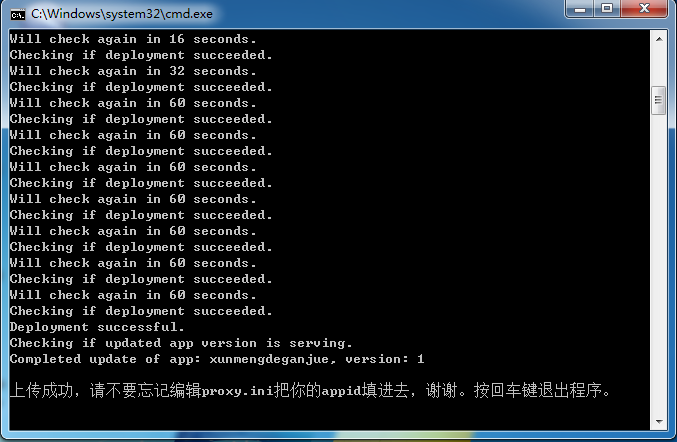 C:\Windows\system32\cmd.exe
Will check again in 16 seconds.
Checking if deployment succeeded.
Will check again in 32 seconds.
Checking if deployment succeeded.
Will check again in 60 seconds.
Checking if deployment succeeded.
Will check again in 60 seconds.
Checking if deployment succeeded.
Will check again in 60 seconds.
Checking if deployment succeeded.
Will check again in 60 seconds.
Checking if deployment succeeded.
Will check again in 60 seconds.
Checking if deployment succeeded.
Will check again in 60 seconds.
Checking if deployment succeeded.
Will check again in 60 seconds.
Checking if deployment succeeded.
Deployment successful.
Checking if updated app version is serving.
Completed update of app: xunmengdeganjue, version: 1
上传成功，请不要忘记编辑proxy.ini把你的appid填进去，谢谢。按回车键退出程序。